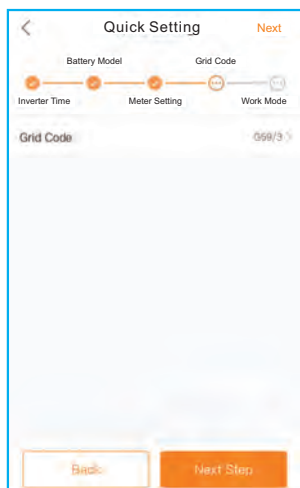 Quick Setting Next
Battery Model Grid Code
Inverter Time Meter Setting Work Mode
Grid Code G59/3
Back Next Step